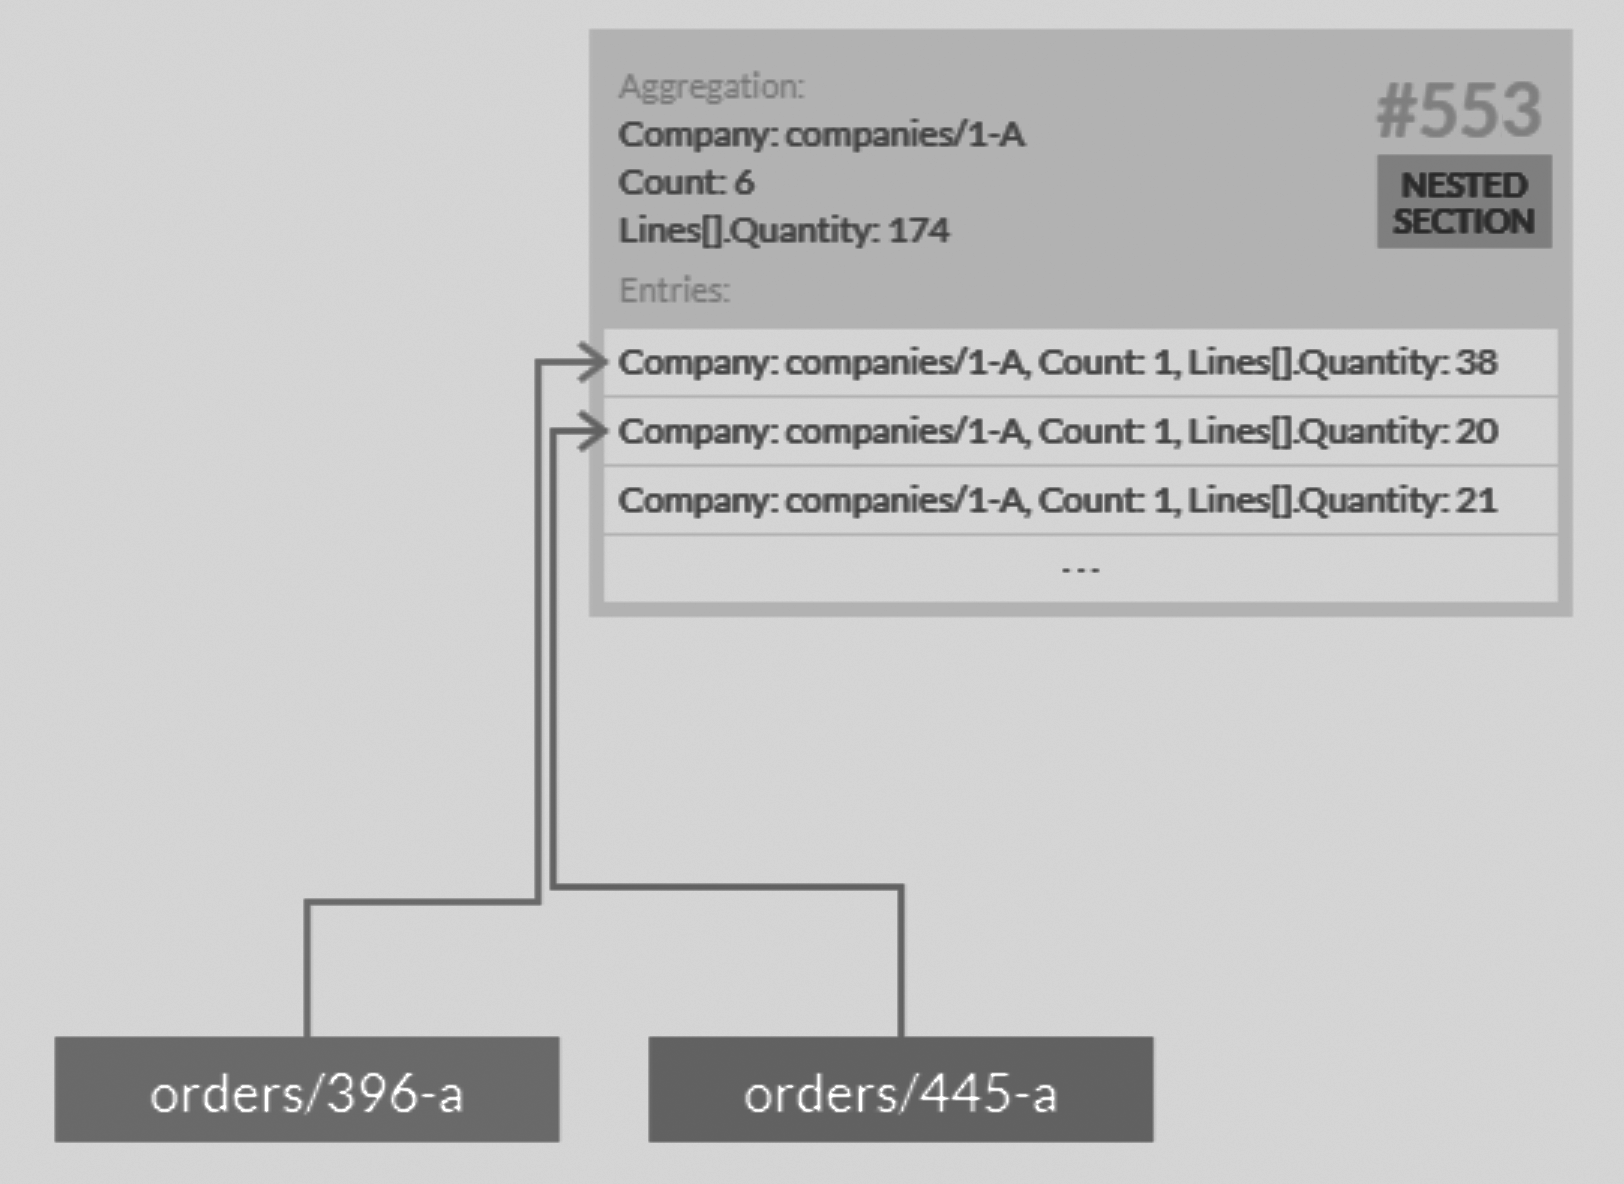 Aggregation:
Company: companies/1-A
Count: 6
Lines[].Quantity: 174
#553
NESTED
SECTION
Entries:
Company: companies/1-A, Count: 1, Lines[].Quantity: 38
Company: companies/1-A, Count: 1, Lines[].Quantity: 20
Company: companies/1-A, Count: 1, Lines[].Quantity: 21
...
orders/396-a
orders/445-a